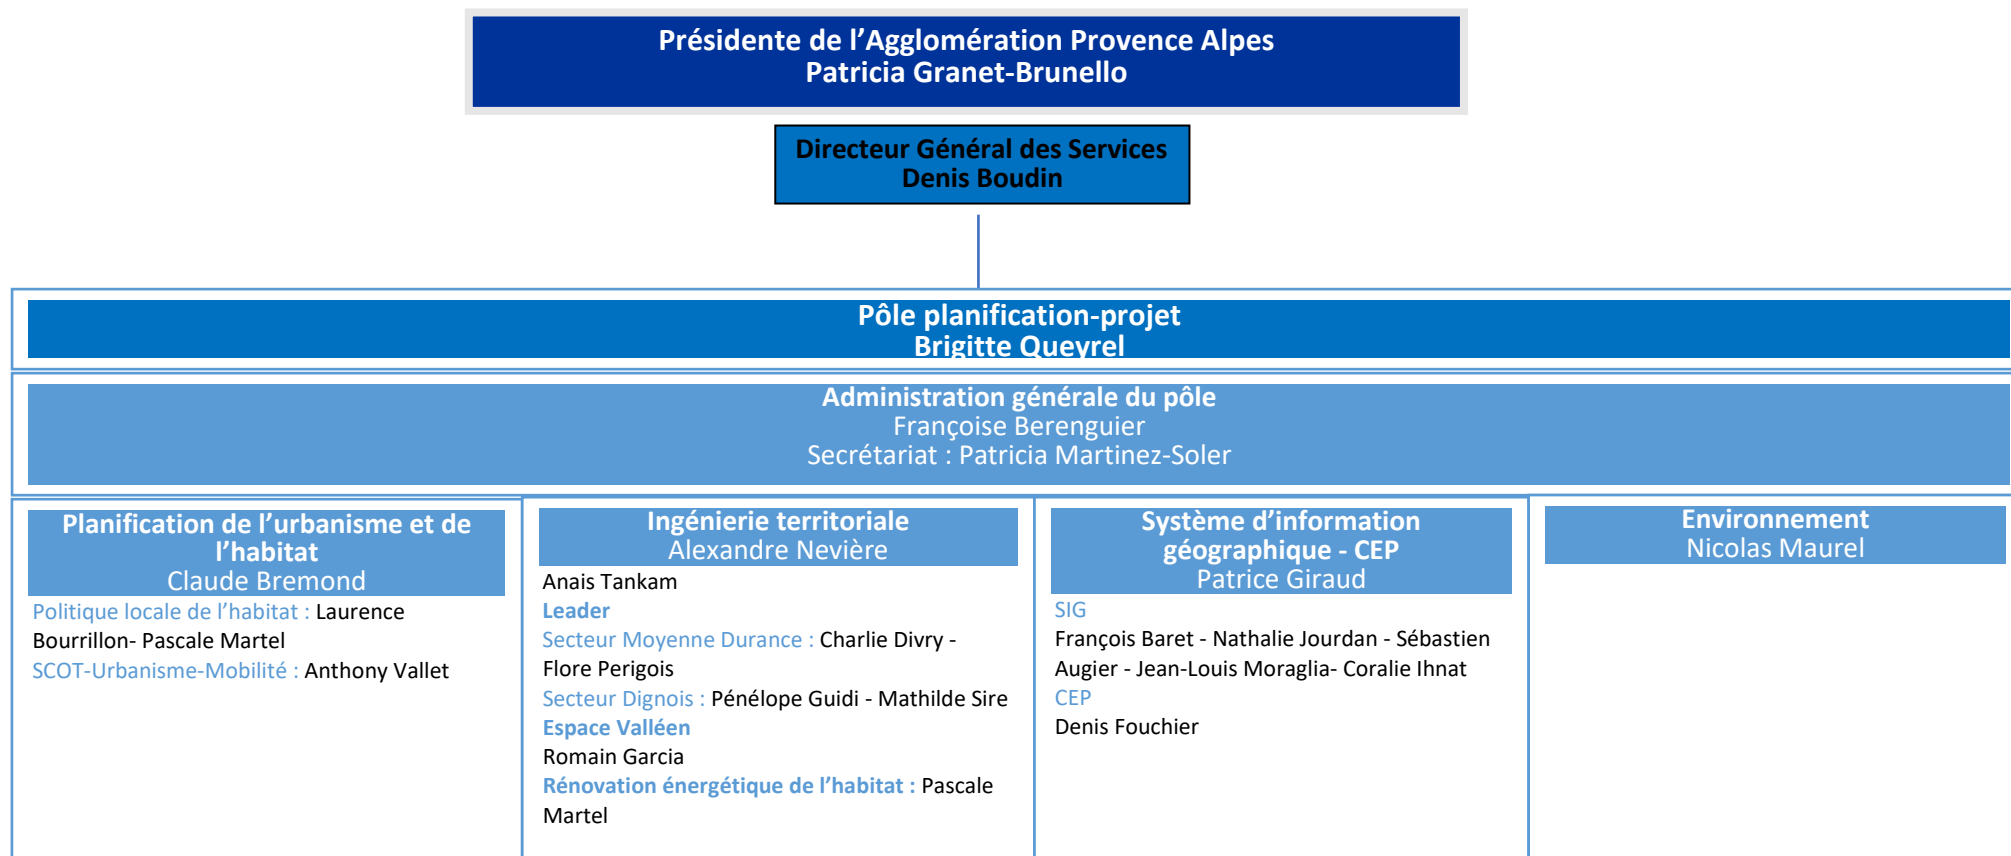 Présidente de l’Agglomération Provence Alpes
Patricia Granet-Brunello
Directeur Général des Services
Denis Boudin
Pôle planification-projet
Brigitte Queyrel
Administration générale du pôle
Françoise Berenguier
Secrétariat : Patricia Martinez-Soler
Planification de l’urbanisme et de
l’habitat
Claude Bremond
Politique locale de l’habitat : Laurence
Bourrillon- Pascale Martel
SCOT-Urbanisme-Mobilité : Anthony Vallet
Ingénierie territoriale
Alexandre Nevière
Anais Tankam
Leader
Secteur Moyenne Durance : Charlie Divry -
Flore Perigois
Secteur Dignois : Pénélope Guidi - Mathilde Sire
Espace Valléen
Romain Garcia
Rénovation énergétique de l’habitat : Pascale
Martel
Système d’information
géographique - CEP
Patrice Giraud
SIG
François Baret - Nathalie Jourdan - Sébastien
Augier - Jean-Louis Moraglia- Coralie Ihnat
CEP
Denis Fouchier
Environnement
Nicolas Maurel